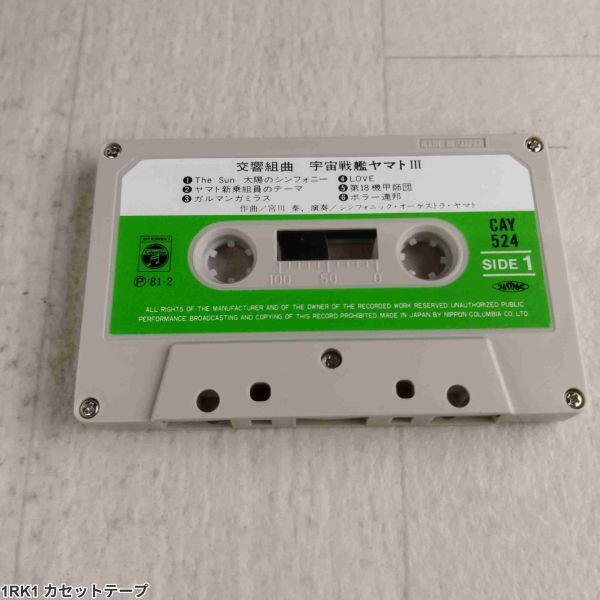 MADE IN JAPAN
交響組曲 宇宙戦艦ヤマトIII
❶The Sun 太陽のシンフォニー ❹LOVE
❷ヤマト新乗組員のテーマ ❺第18機甲師団
❸ガルマンガミラス ❻ボラー連邦
作曲/宮川 泰、演奏/シンフォニック・オーケストラ・ヤマト
STEREO
Columbia
Ⓟ'81・2
CAY
524
SIDE 1
100 50 0
ALL RIGHTS OF THE MANUFACTURER AND OF THE OWNER OF THE RECORDED WORK RESERVED. UNAUTHORIZED PUBLIC
PERFORMANCE BROADCASTING AND COPYING OF THIS RECORD PROHIBITED. MADE IN JAPAN. BY NIPPON COLUMBIA CO., LTD.
1RK1 カセットテープ